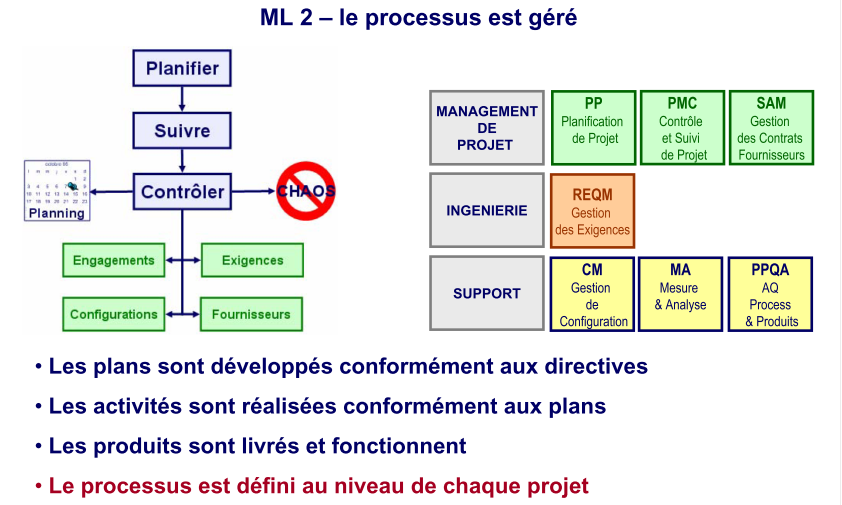 ML 2 – le processus est géré
Planifier
Suivre
Contrôler
octobre 00
Planning
CHAOS
Engagements
Exigences
Configurations
Fournisseurs
MANAGEMENT
DE
PROJET
PP
Planification
de Projet
PMC
Contrôle
et Suivi
de Projet
SAM
Gestion
des Contrats
Fournisseurs
INGENIERIE
REQM
Gestion
des Exigences
SUPPORT
CM
Gestion
de
Configuration
MA
Mesure
& Analyse
PPQA
AQ
Process
& Produits
• Les plans sont développés conformément aux directives
• Les activités sont réalisées conformément aux plans
• Les produits sont livrés et fonctionnent
• Le processus est défini au niveau de chaque projet